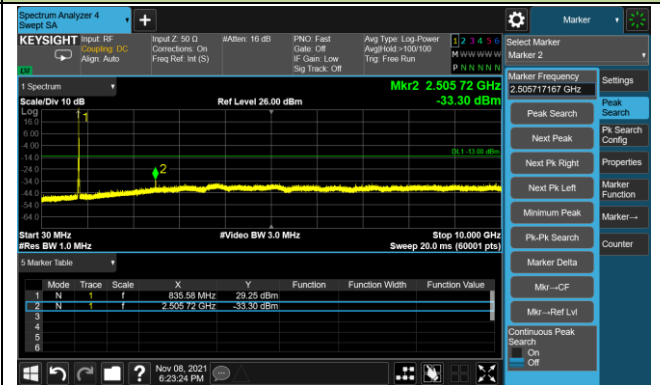 Spectrum Analyzer 4
Swept SA
+
Marker
KEYSIGHT
Input: RF
Coupling: DC
Align: Auto
Input Z: 50 Ω
Corrections: On
Freq Ref: Int (S)
#Atten: 16 dB
PNO: Fast
Gate: Off
IF Gain: Low
Sig Track: Off
Avg Type: Log-Power
Avg|Hold:>100/100
Trig: Free Run
1 2 3 4 5 6
M W W W W W
P N N N N N
Select Marker
Marker 2
1 Spectrum
Mkr2 2.505 72 GHz
-33.30 dBm
Scale/Div 10 dB
Ref Level 26.00 dBm
Log
16.0
6.00
-4.00
-14.0
-24.0
-34.0
-44.0
-54.0
-64.0
1
2
DL1 -13.00 dBm
Start 30 MHz
#Video BW 3.0 MHz
Stop 10.000 GHz
#Res BW 1.0 MHz
Sweep 20.0 ms (60001 pts)
5 Marker Table
Mode Trace Scale X Y Function Function Width Function Value
1 N 1 f 835.58 MHz 29.25 dBm
2 N 1 f 2.505 72 GHz -33.30 dBm
3
4
5
6
Marker Frequency
2.505717167 GHz
Peak Search
Next Peak
Next Pk Right
Next Pk Left
Minimum Peak
Pk-Pk Search
Marker Delta
Mkr→CF
Mkr→Ref Lvl
Continuous Peak
Search
On
Off
Settings
Peak
Search
Pk Search
Config
Properties
Marker
Function
Marker→
Counter
?
Nov 08, 2021
6:23:24 PM